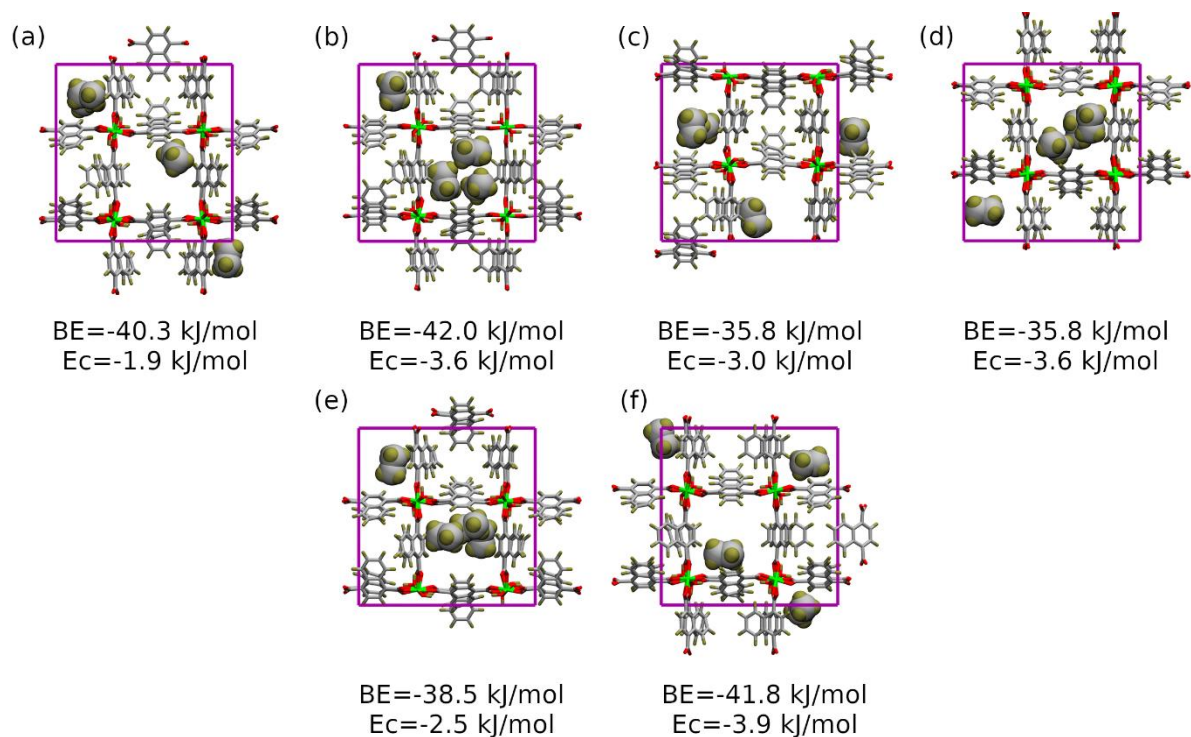 (a)
(b)
(c)
(d)
BE=-40.3 kJ/mol
Ec=-1.9 kJ/mol
BE=-42.0 kJ/mol
Ec=-3.6 kJ/mol
BE=-35.8 kJ/mol
Ec=-3.0 kJ/mol
BE=-35.8 kJ/mol
Ec=-3.6 kJ/mol
(e)
(f)
BE=-38.5 kJ/mol
Ec=-2.5 kJ/mol
BE=-41.8 kJ/mol
Ec=-3.9 kJ/mol